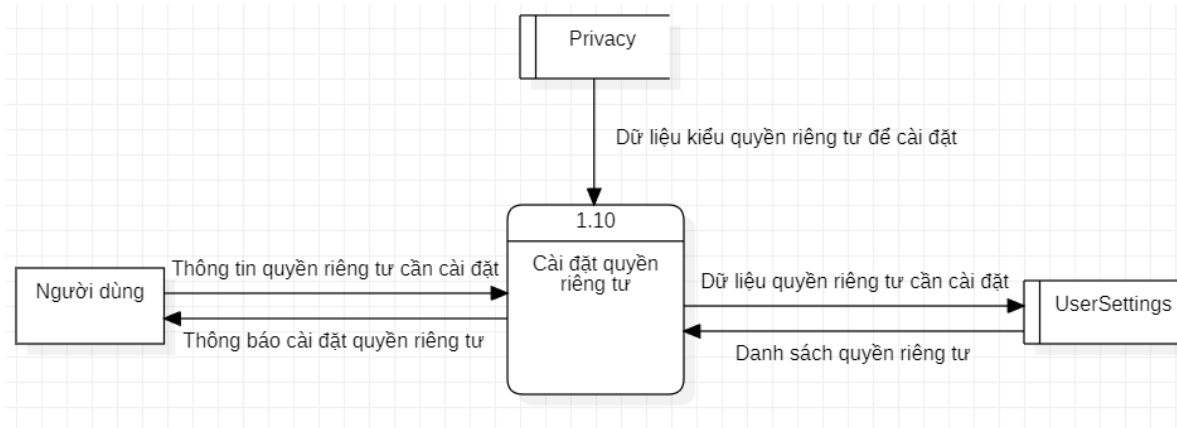 Privacy
Dữ liệu kiểu quyền riêng tư để cài đặt
1.10
Cài đặt quyền
riêng tư
Thông tin quyền riêng tư cần cài đặt
Người dùng
Thông báo cài đặt quyền riêng tư
Dữ liệu quyền riêng tư cần cài đặt
UserSettings
Danh sách quyền riêng tư